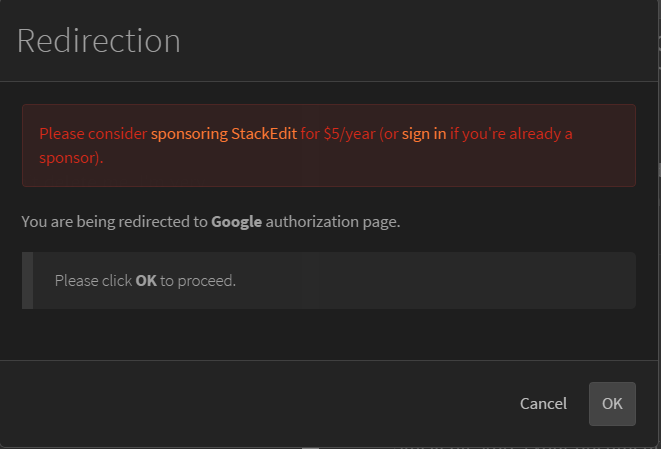 Redirection
Please consider sponsoring StackEdit for $5/year (or sign in if you're already a
sponsor).
You are being redirected to Google authorization page.
Please click OK to proceed.
Cancel OK